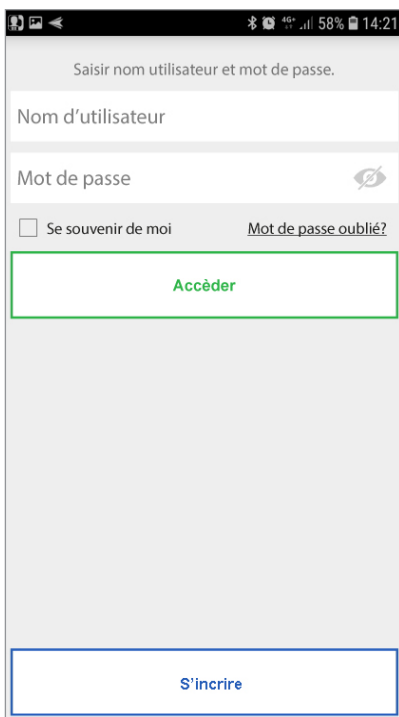 4G+ 58% 14:21
Saisir nom utilisateur et mot de passe.
Nom d’utilisateur
Mot de passe
Se souvenir de moi Mot de passe oublié?
Accèder
S’incrire